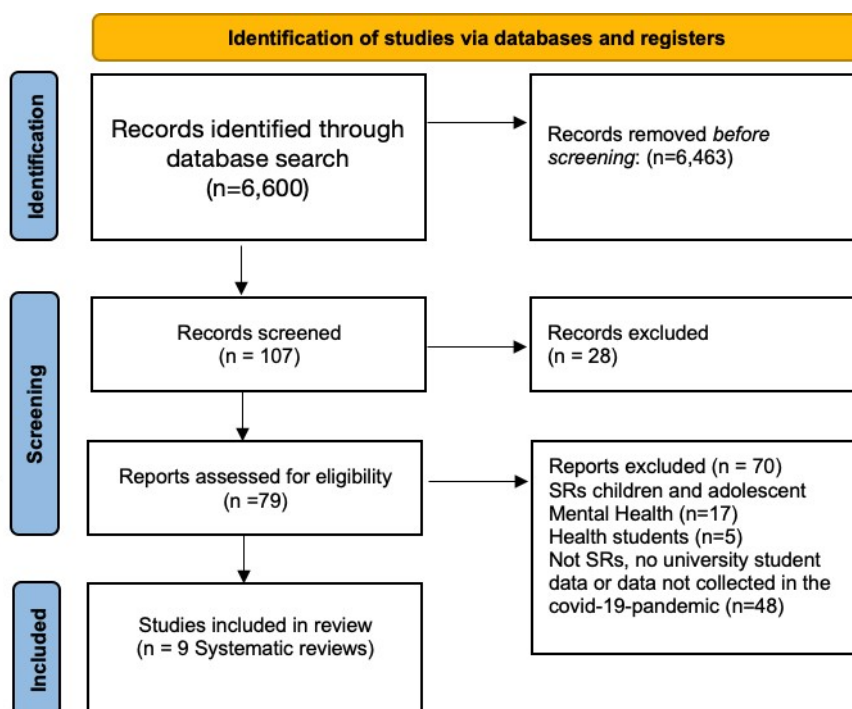 Identification of studies via databases and registers
Identification
Records identified through
database search
(n=6,600)
Records removed before
screening: (n=6,463)
Screening
Records screened
(n = 107)
Records excluded
(n = 28)
Reports assessed for eligibility
(n =79)
Reports excluded (n = 70)
SRs children and adolescent
Mental Health (n=17)
Health students (n=5)
Not SRs, no university student
data or data not collected in the
covid-19-pandemic (n=48)
Included
Studies included in review
(n = 9 Systematic reviews)